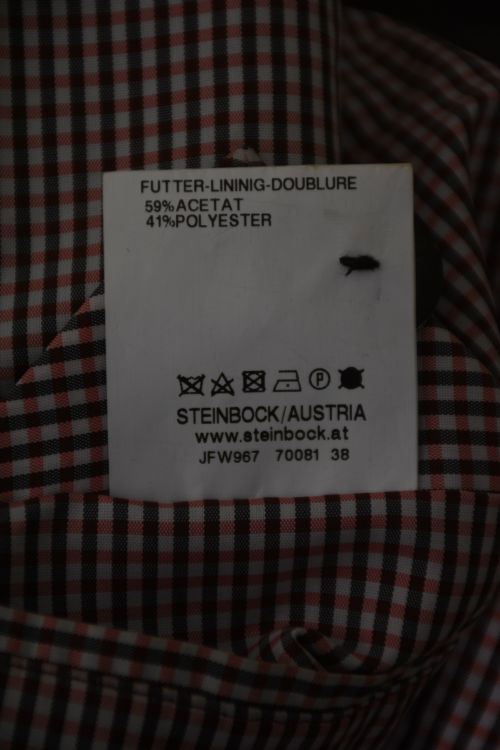 FUTTER-LININIG-DOUBLURE
59%ACETAT
41%POLYESTER
P
STEINBOCK/AUSTRIA
www.steinbock.at
JFW967 70081 38